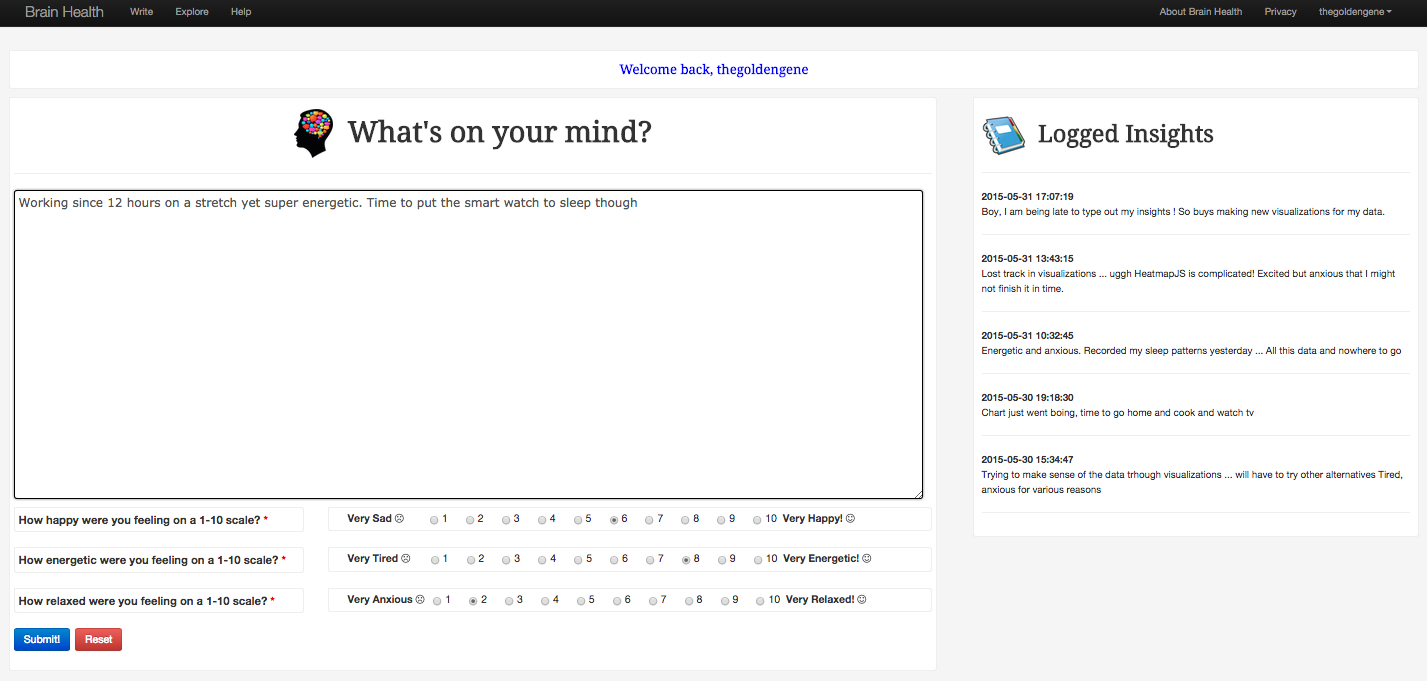 Brain Health Write Explore Help About Brain Health Privacy thegoldengene
Welcome back, thegoldengene
What's on your mind?
Working since 12 hours on a stretch yet super energetic. Time to put the smart watch to sleep though
How happy were you feeling on a 1-10 scale? * Very Sad ☹ 1 2 3 4 5 6 7 8 9 10 Very Happy! ☺
How energetic were you feeling on a 1-10 scale? * Very Tired ☹ 1 2 3 4 5 6 7 8 9 10 Very Energetic! ☺
How relaxed were you feeling on a 1-10 scale? * Very Anxious ☹ 1 2 3 4 5 6 7 8 9 10 Very Relaxed! ☺
Submit! Reset
Logged Insights
2015-05-31 17:07:19
Boy, I am being late to type out my insights ! So buys making new visualizations for my data.
2015-05-31 13:43:15
Lost track in visualizations ... uggh HeatmapJS is complicated! Excited but anxious that I might
not finish it in time.
2015-05-31 10:32:45
Energetic and anxious. Recorded my sleep patterns yesterday ... All this data and nowhere to go
2015-05-30 19:18:30
Chart just went boing, time to go home and cook and watch tv
2015-05-30 15:34:47
Trying to make sense of the data trhough visualizations ... will have to try other alternatives Tired,
anxious for various reasons